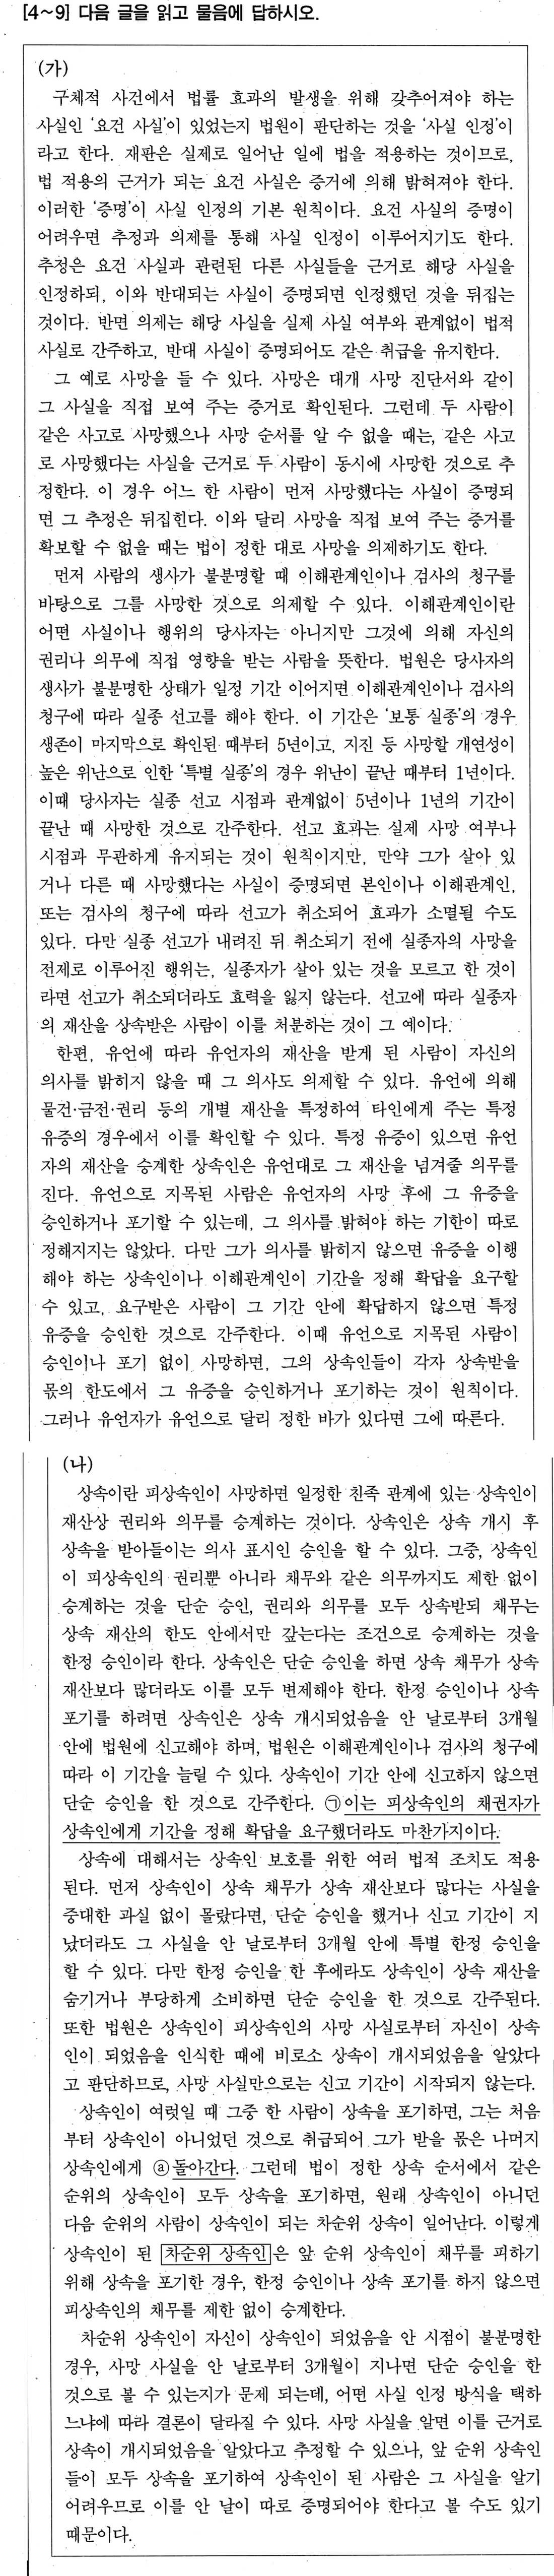 [4~9] 다음 글을 읽고 물음에 답하시오.
(가)
구체적 사건에서 법률 효과의 발생을 위해 갖추어져야 하는
사실인 '요건 사실'이 있었는지 법원이 판단하는 것을 '사실 인정'이
라고 한다. 재판은 실제로 일어난 일에 법을 적용하는 것이므로,
법 적용의 근거가 되는 요건 사실은 증거에 의해 밝혀져야 한다.
이러한 '증명'이 사실 인정의 기본 원칙이다. 요건 사실의 증명이
어려우면 추정과 의제를 통해 사실 인정이 이루어지기도 한다.
추정은 요건 사실과 관련된 다른 사실들을 근거로 해당 사실을
인정하되, 이와 반대되는 사실이 증명되면 인정했던 것을 뒤집는
것이다. 반면 의제는 해당 사실을 실제 사실 여부와 관계없이 법적
사실로 간주하고, 반대 사실이 증명되어도 같은 취급을 유지한다.
그 예로 사망을 들 수 있다. 사망은 대개 사망 진단서와 같이
그 사실을 직접 보여 주는 증거로 확인된다. 그런데 두 사람이
같은 사고로 사망했으나 사망 순서를 알 수 없을 때는, 같은 사고
로 사망했다는 사실을 근거로 두 사람이 동시에 사망한 것으로 추
정한다. 이 경우 어느 한 사람이 먼저 사망했다는 사실이 증명되
면 그 추정은 뒤집힌다. 이와 달리 사망을 직접 보여 주는 증거를
확보할 수 없을 때는 법이 정한 대로 사망을 의제하기도 한다.
먼저 사람의 생사가 불분명할 때 이해관계인이나 검사의 청구를
바탕으로 그를 사망한 것으로 의제할 수 있다. 이해관계인이란
어떤 사실이나 행위의 당사자는 아니지만 그것에 의해 자신의
권리나 의무에 직접 영향을 받는 사람을 뜻한다. 법원은 당사자의
생사가 불분명한 상태가 일정 기간 이어지면 이해관계인이나 검사의
청구에 따라 실종 선고를 해야 한다. 이 기간은 '보통 실종'의 경우
생존이 마지막으로 확인된 때부터 5년이고, 지진 등 사망할 개연성이
높은 위난으로 인한 '특별 실종'의 경우 위난이 끝난 때부터 1년이다.
이때 당사자는 실종 선고 시점과 관계없이 5년이나 1년의 기간이
끝난 때 사망한 것으로 간주한다. 선고 효과는 실제 사망 여부나
시점과 무관하게 유지되는 것이 원칙이지만, 만약 그가 살아 있
거나 다른 때 사망했다는 사실이 증명되면 본인이나 이해관계인,
또는 검사의 청구에 따라 선고가 취소되어 효과가 소멸될 수도
있다. 다만 실종 선고가 내려진 뒤 취소되기 전에 실종자의 사망을
전제로 이루어진 행위는, 실종자가 살아 있는 것을 모르고 한 것이
라면 선고가 취소되더라도 효력을 잃지 않는다. 선고에 따라 실종자
의 재산을 상속받은 사람이 이를 처분하는 것이 그 예이다.
한편, 유언에 따라 유언자의 재산을 받게 된 사람이 자신의
의사를 밝히지 않을 때 그 의사도 의제할 수 있다. 유언에 의해
물건·금전·권리 등의 개별 재산을 특정하여 타인에게 주는 특정
유증의 경우에서 이를 확인할 수 있다. 특정 유증이 있으면 유언
자의 재산을 승계한 상속인은 유언대로 그 재산을 넘겨줄 의무를
진다. 유언으로 지목된 사람은 유언자의 사망 후에 그 유증을
승인하거나 포기할 수 있는데, 그 의사를 밝혀야 하는 기한이 따로
정해지지는 않았다. 다만 그가 의사를 밝히지 않으면 유증을 이행
해야 하는 상속인이나 이해관계인이 기간을 정해 확답을 요구할
수 있고, 요구받은 사람이 그 기간 안에 확답하지 않으면 특정
유증을 승인한 것으로 간주한다. 이때 유언으로 지목된 사람이
승인이나 포기 없이 사망하면, 그의 상속인들이 각자 상속받을
몫의 한도에서 그 유증을 승인하거나 포기하는 것이 원칙이다.
그러나 유언자가 유언으로 달리 정한 바가 있다면 그에 따른다.
(나)
상속이란 피상속인이 사망하면 일정한 친족 관계에 있는 상속인이
재산상 권리와 의무를 승계하는 것이다. 상속인은 상속 개시 후
상속을 받아들이는 의사 표시인 승인을 할 수 있다. 그중, 상속인
이 피상속인의 권리뿐 아니라 채무와 같은 의무까지도 제한 없이
승계하는 것을 단순 승인, 권리와 의무를 모두 상속받되 채무는
상속 재산의 한도 안에서만 갚는다는 조건으로 승계하는 것을
한정 승인이라 한다. 상속인은 단순 승인을 하면 상속 채무가 상속
재산보다 많더라도 이를 모두 변제해야 한다. 한정 승인이나 상속
포기를 하려면 상속인은 상속 개시되었음을 안 날로부터 3개월
안에 법원에 신고해야 하며, 법원은 이해관계인이나 검사의 청구에
따라 이 기간을 늘릴 수 있다. 상속인이 기간 안에 신고하지 않으면
단순 승인을 한 것으로 간주한다. ㉠이는 피상속인의 채권자가
상속인에게 기간을 정해 확답을 요구했더라도 마찬가지이다.
상속에 대해서는 상속인 보호를 위한 여러 법적 조치도 적용
된다. 먼저 상속인이 상속 채무가 상속 재산보다 많다는 사실을
중대한 과실 없이 몰랐다면, 단순 승인을 했거나 신고 기간이 지
났더라도 그 사실을 안 날로부터 3개월 안에 특별 한정 승인을
할 수 있다. 다만 한정 승인을 한 후에라도 상속인이 상속 재산을
숨기거나 부당하게 소비하면 단순 승인을 한 것으로 간주된다.
또한 법원은 상속인이 피상속인의 사망 사실로부터 자신이 상속
인이 되었음을 인식한 때에 비로소 상속이 개시되었음을 알았다
고 판단하므로, 사망 사실만으로는 신고 기간이 시작되지 않는다.
상속인이 여럿일 때 그중 한 사람이 상속을 포기하면, 그는 처음
부터 상속인이 아니었던 것으로 취급되어 그가 받을 몫은 나머지
상속인에게 ⓐ돌아간다. 그런데 법이 정한 상속 순서에서 같은
순위의 상속인이 모두 상속을 포기하면, 원래 상속인이 아니던
다음 순위의 사람이 상속인이 되는 차순위 상속이 일어난다. 이렇게
상속인이 된 차순위 상속인은 앞 순위 상속인이 채무를 피하기
위해 상속을 포기한 경우, 한정 승인이나 상속 포기를 하지 않으면
피상속인의 채무를 제한 없이 승계한다.
차순위 상속인이 자신이 상속인이 되었음을 안 시점이 불분명한
경우, 사망 사실을 안 날로부터 3개월이 지나면 단순 승인을 한
것으로 볼 수 있는지가 문제 되는데, 어떤 사실 인정 방식을 택하
느냐에 따라 결론이 달라질 수 있다. 사망 사실을 알면 이를 근거로
상속이 개시되었음을 알았다고 추정할 수 있으나, 앞 순위 상속인
들이 모두 상속을 포기하여 상속인이 된 사람은 그 사실을 알기
어려우므로 이를 안 날이 따로 증명되어야 한다고 볼 수도 있기
때문이다.